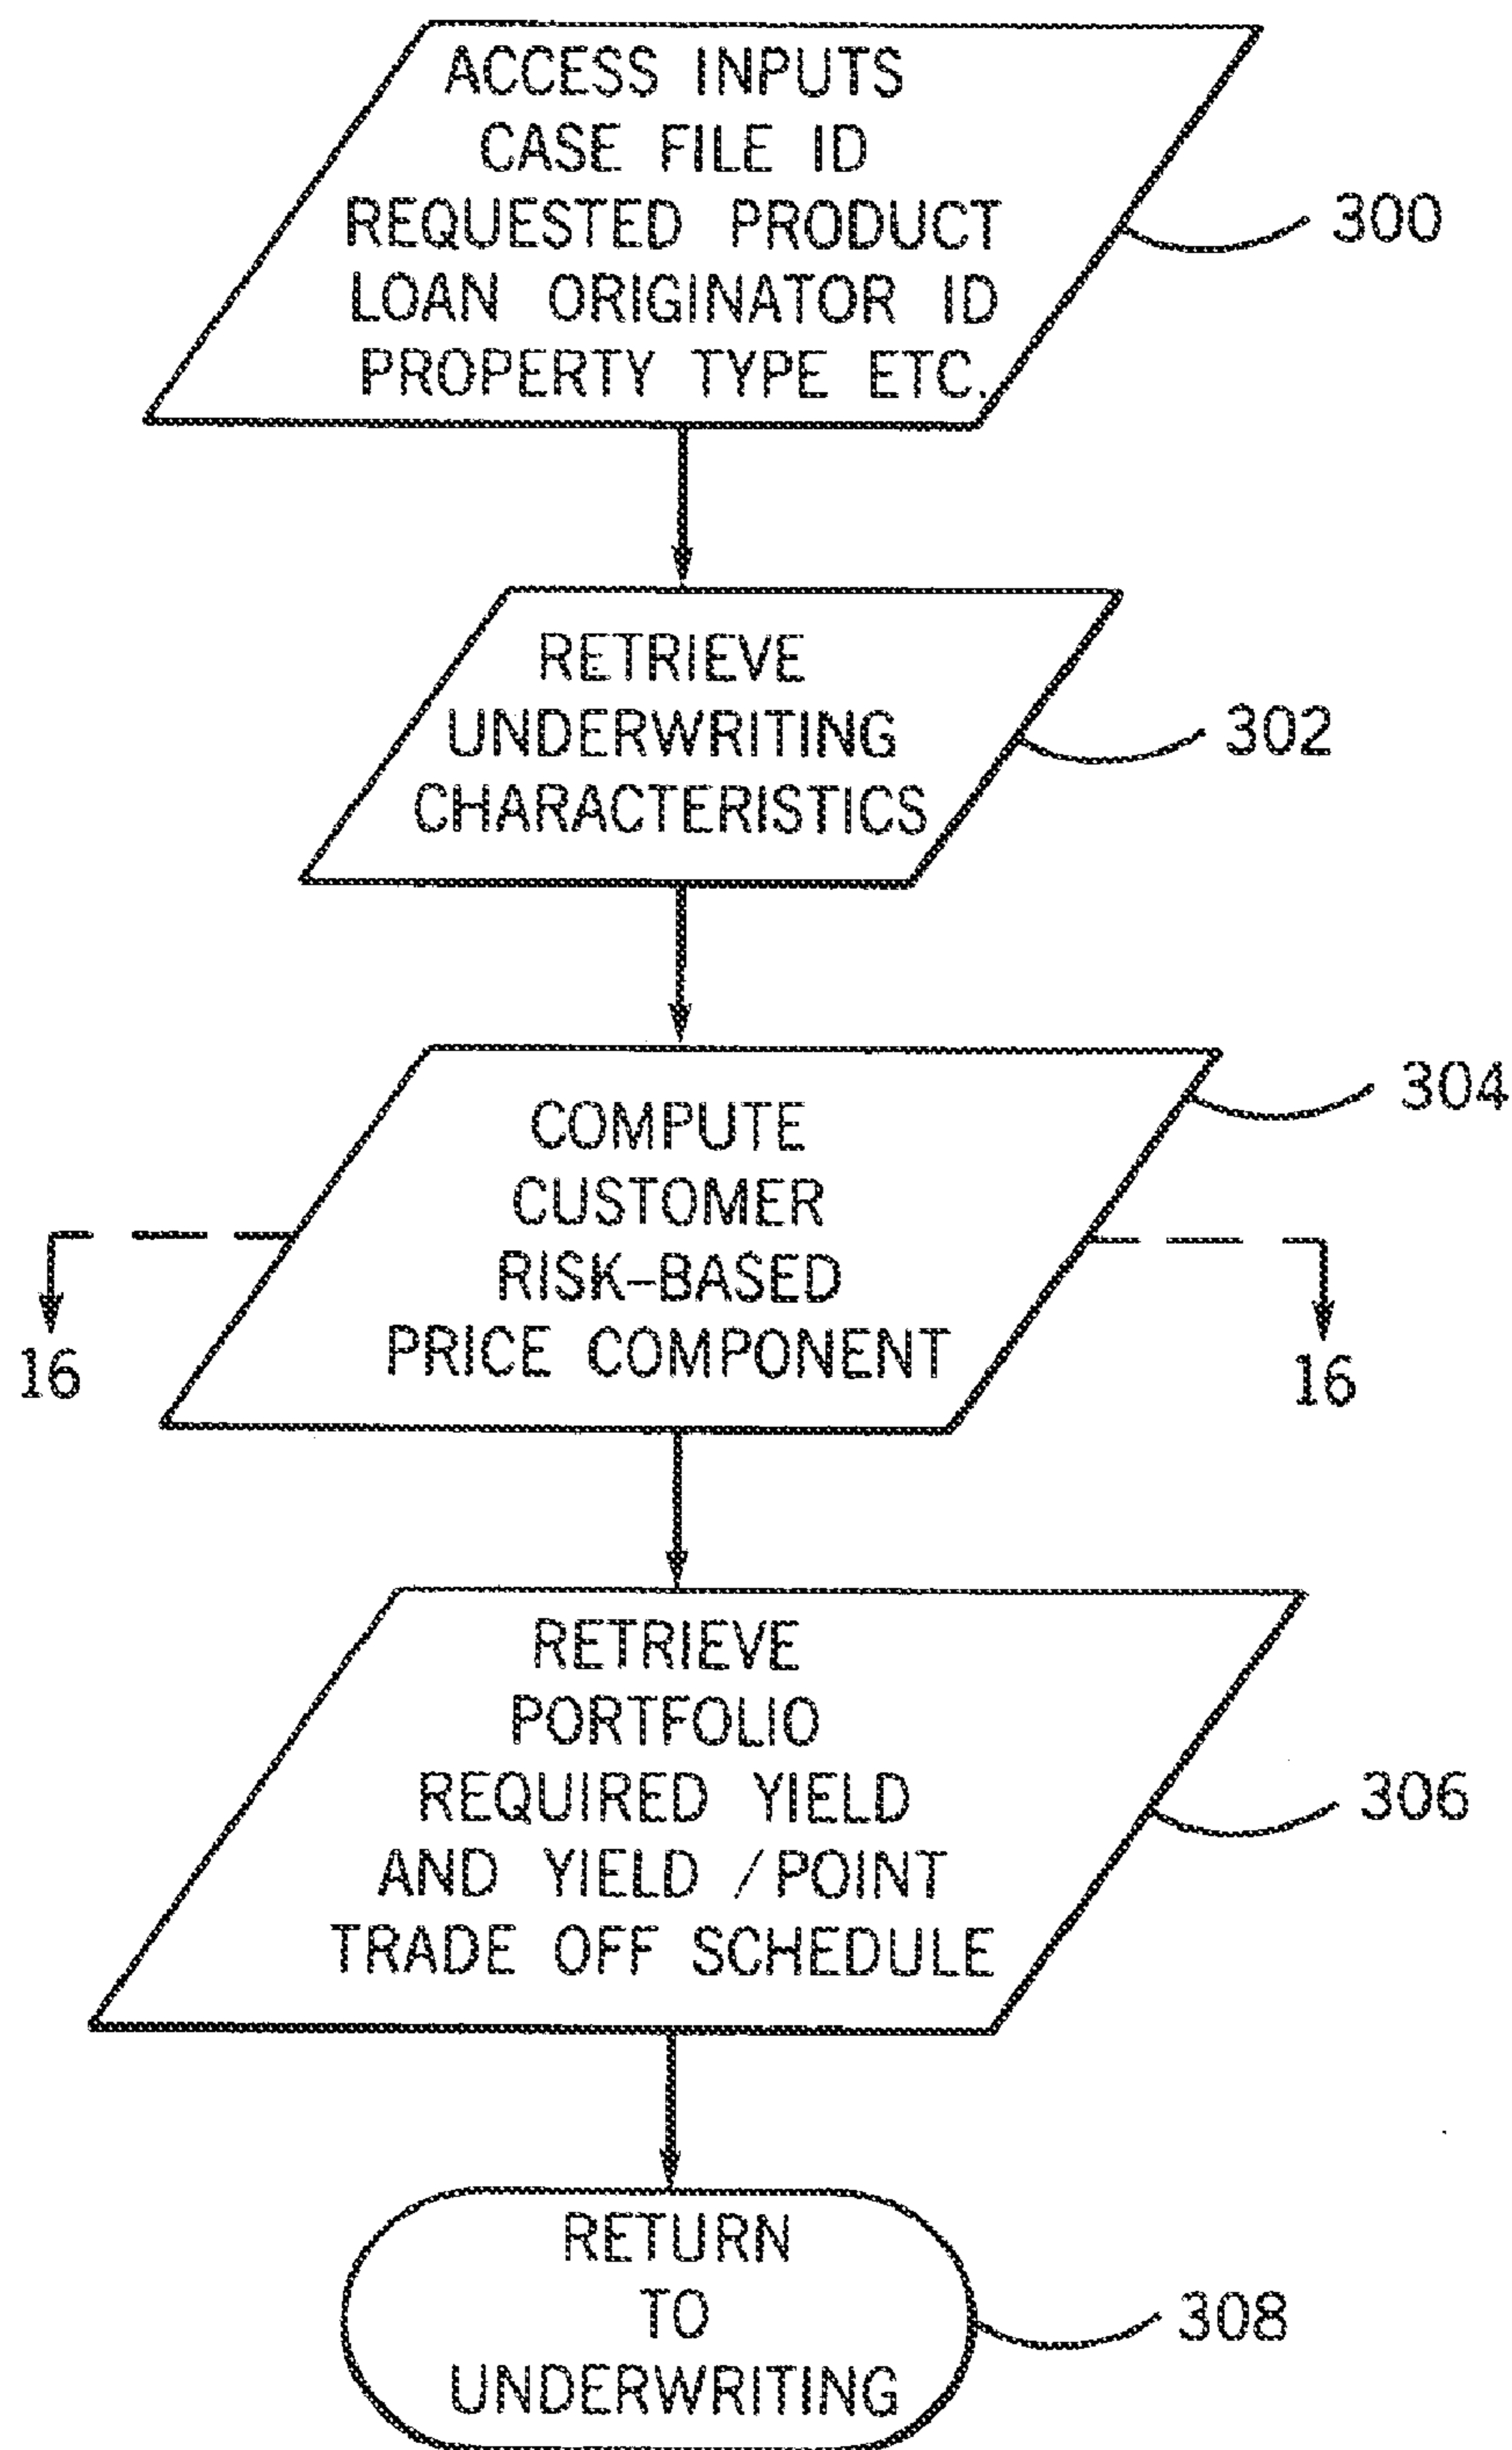 ACCESS INPUTS
CASE FILE ID
REQUESTED PRODUCT
LOAN ORIGINATOR ID
PROPERTY TYPE ETC.
300
RETRIEVE
UNDERWRITING
CHARACTERISTICS
302
COMPUTE
CUSTOMER
RISK-BASED
PRICE COMPONENT
304
16
16
RETRIEVE
PORTFOLIO
REQUIRED YIELD
AND YIELD /POINT
TRADE OFF SCHEDULE
306
RETURN
TO
UNDERWRITING
308